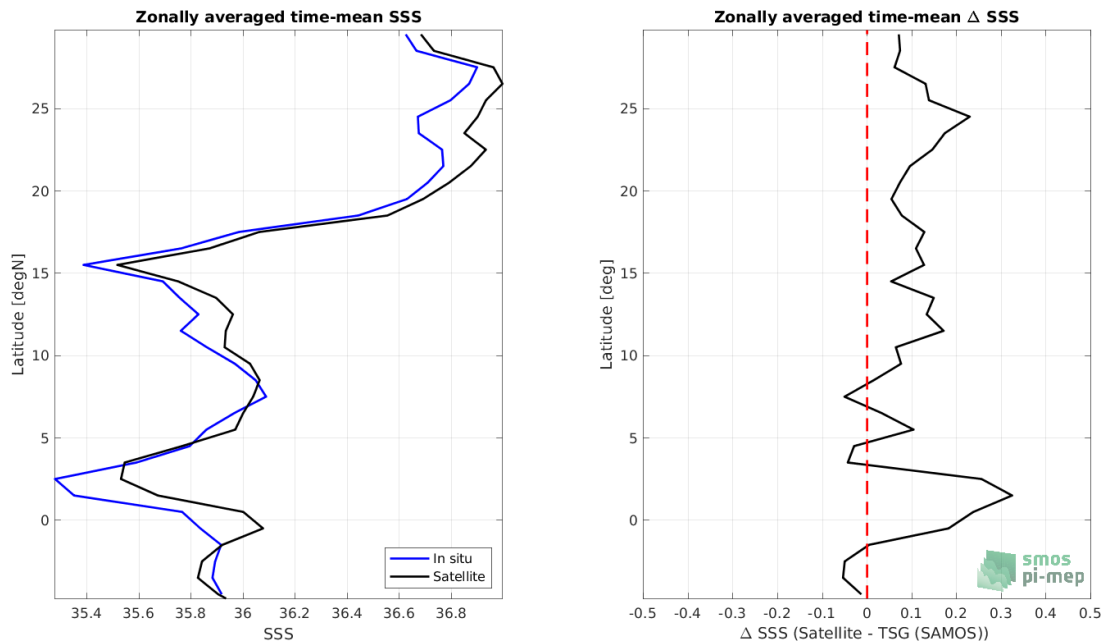 Zonally averaged time-mean SSS
Latitude [degN]
25
20
15
10
5
0
35.4 35.6 35.8 36 36.2 36.4 36.6 36.8
SSS
In situ
Satellite
Zonally averaged time-mean Δ SSS
Latitude [deg]
25
20
15
10
5
0
-0.5 -0.4 -0.3 -0.2 -0.1 0 0.1 0.2 0.3 0.4 0.5
Δ SSS (Satellite - TSG (SAMOS))
smos
pi-mep